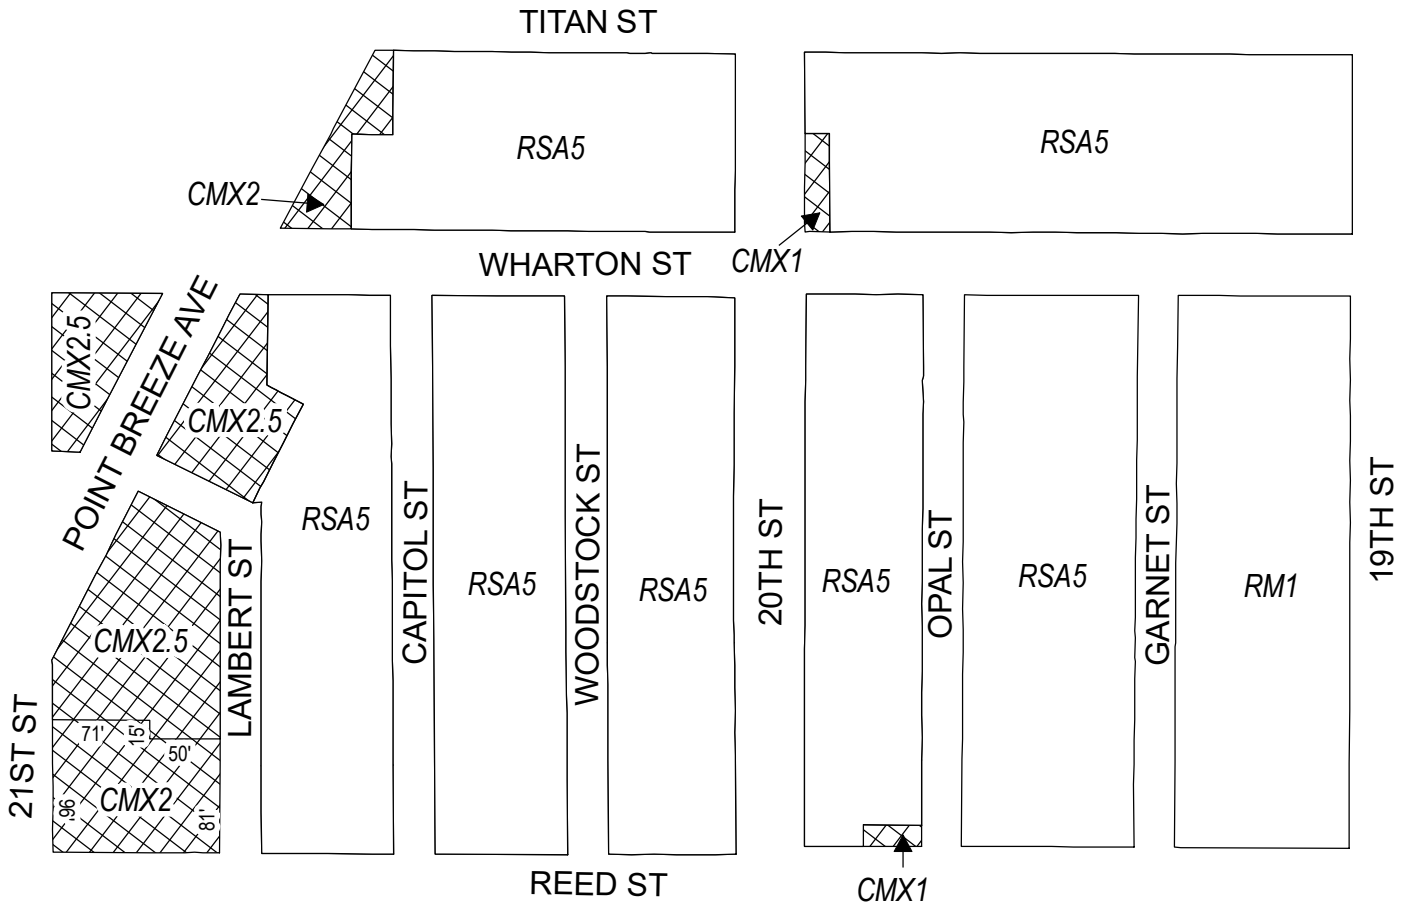 TITAN ST
RSA5
RSA5
CMX2
CMX1
WHARTON ST
CMX2.5
POINT BREEZE AVE
CMX2.5
RSA5
CAPITOL ST
RSA5
WOODSTOCK ST
RSA5
20TH ST
RSA5
OPAL ST
RSA5
GARNET ST
RM1
19TH ST
LAMBERT ST
CMX2.5
21ST ST
71'
15'
50'
CMX2
96'
81'
REED ST
CMX1